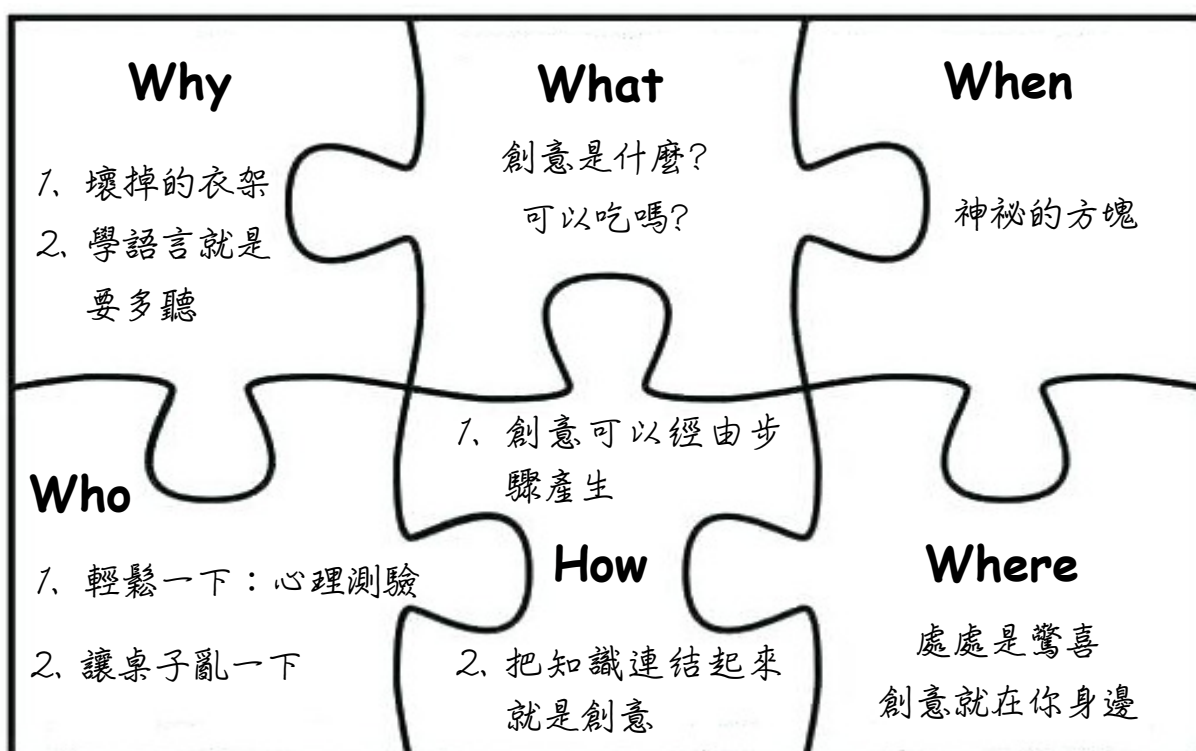 Why
1、壞掉的衣架
2、學語言就是
要多聽
What
創意是什麼？
可以吃嗎？
When
神祕的方塊
Who
1、輕鬆一下：心理測驗
2、讓桌子亂一下
1、創意可以經由步
驟產生
How
2、把知識連結起來
就是創意
Where
處處是驚喜
創意就在你身邊